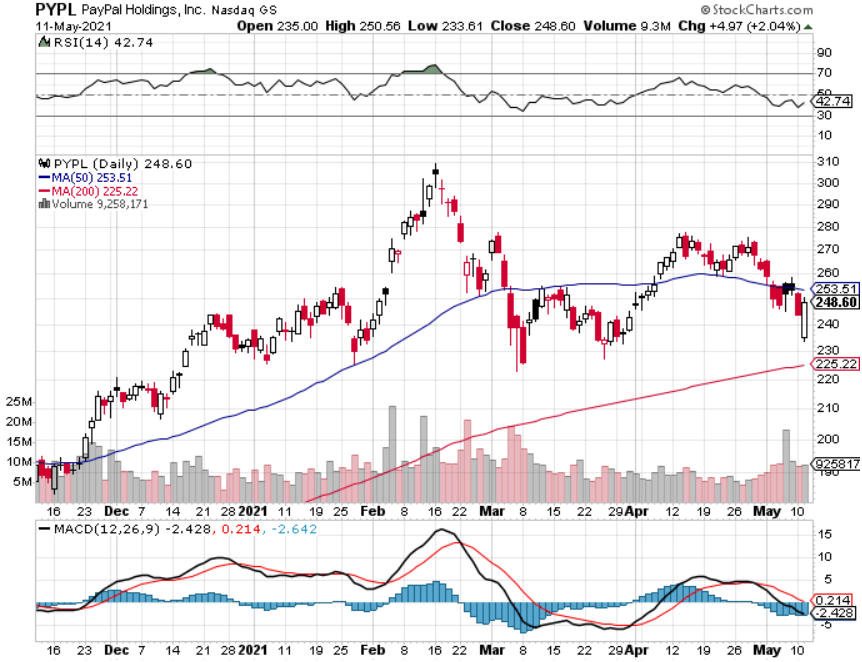 PYPL PayPal Holdings, Inc. Nasdaq GS © StockCharts.com
11-May-2021 Open 235.00 High 250.56 Low 233.61 Close 248.60 Volume 9.3M Chg +4.97 (+2.04%)
RSI(14) 42.74
90
70
50
42.74
30
10
PYPL (Daily) 248.60
MA(50) 253.51
MA(200) 225.22
Volume 9,258,171
310
300
290
280
270
260
253.51
248.60
240
230
225.22
220
210
200
190
25M
20M
15M
10M
5M
925817
16 23 Dec 7 14 21 28 2021 11 19 25 Feb 8 16 22 Mar 8 15 22 29 Apr 12 19 26 May 10
MACD(12,26,9) -2.428, 0.214, -2.642
15
10
5
0.214
-2.428
-5
16 23 Dec 7 14 21 28 2021 11 19 25 Feb 8 16 22 Mar 8 15 22 29 Apr 12 19 26 May 10